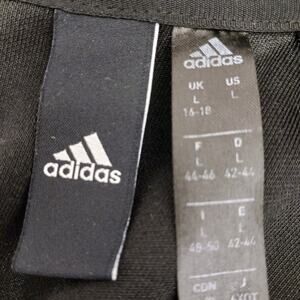 adidas
adidas
UK US
L L
16-18
F D
L L
44-46 42-44
I E
L L
48-50 42-44
CDN J